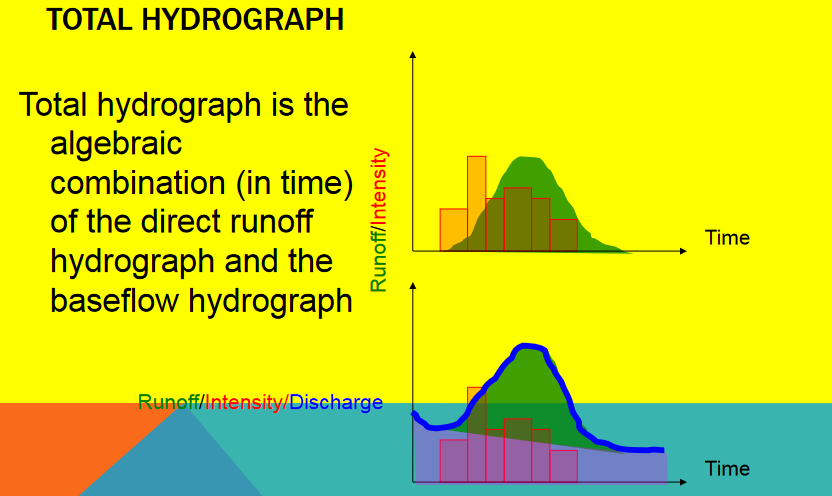 TOTAL HYDROGRAPH
Total hydrograph is the
algebraic
combination (in time)
of the direct runoff
hydrograph and the
baseflow hydrograph
Runoff/Intensity
Time
Runoff/Intensity/Discharge
Time